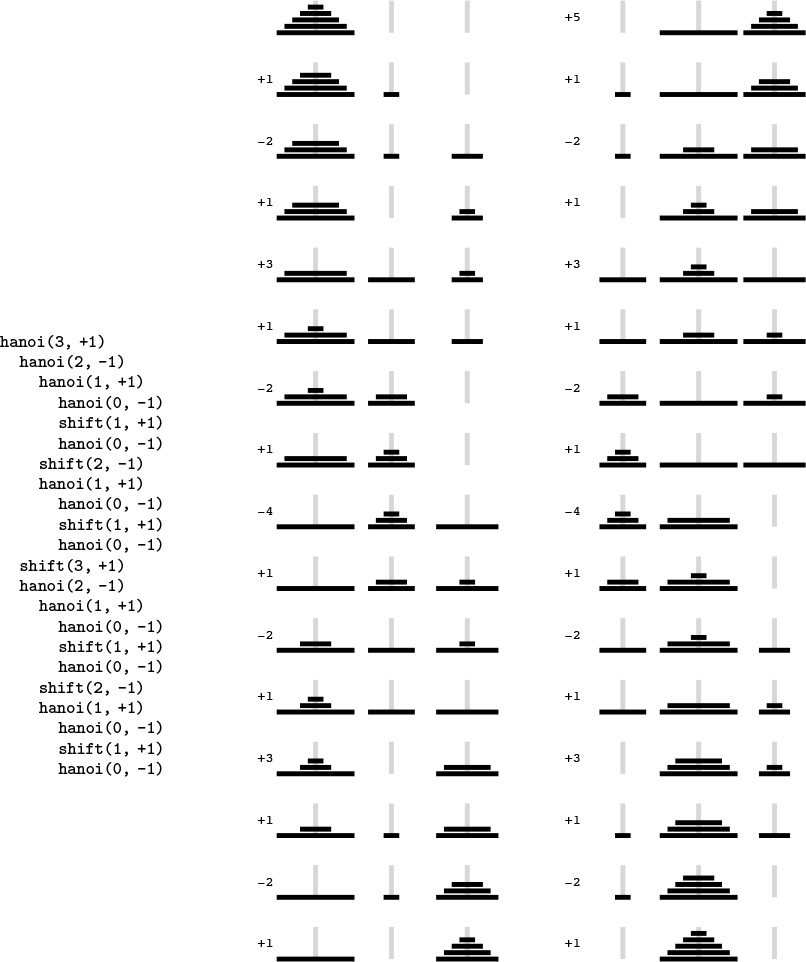 hanoi(3, +1)
hanoi(2, -1)
hanoi(1, +1)
hanoi(0, -1)
shift(1, +1)
hanoi(0, -1)
shift(2, -1)
hanoi(1, +1)
hanoi(0, -1)
shift(1, +1)
hanoi(0, -1)
shift(3, +1)
hanoi(2, -1)
hanoi(1, +1)
hanoi(0, -1)
shift(1, +1)
hanoi(0, -1)
shift(2, -1)
hanoi(1, +1)
hanoi(0, -1)
shift(1, +1)
hanoi(0, -1)
+1
-2
+1
+3
+1
-2
+1
-4
+1
-2
+1
+3
+1
-2
+1
+5
+1
-2
+1
+3
+1
-2
+1
-4
+1
-2
+1
+3
+1
-2
+1